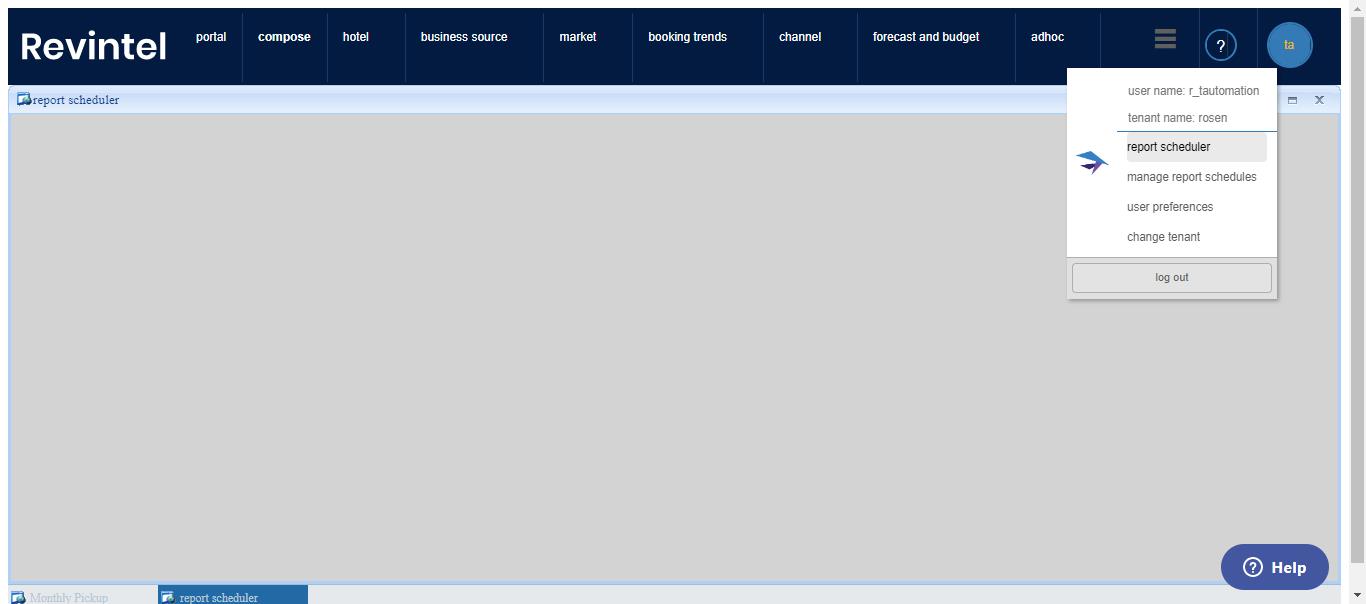 Revintel
portal
compose
hotel
business source
market
booking trends
channel
forecast and budget
adhoc
?
ta
report scheduler
user name: r_tautomation
tenant name: rosen
report scheduler
manage report schedules
user preferences
change tenant
log out
? Help
Monthly Pickup
report scheduler